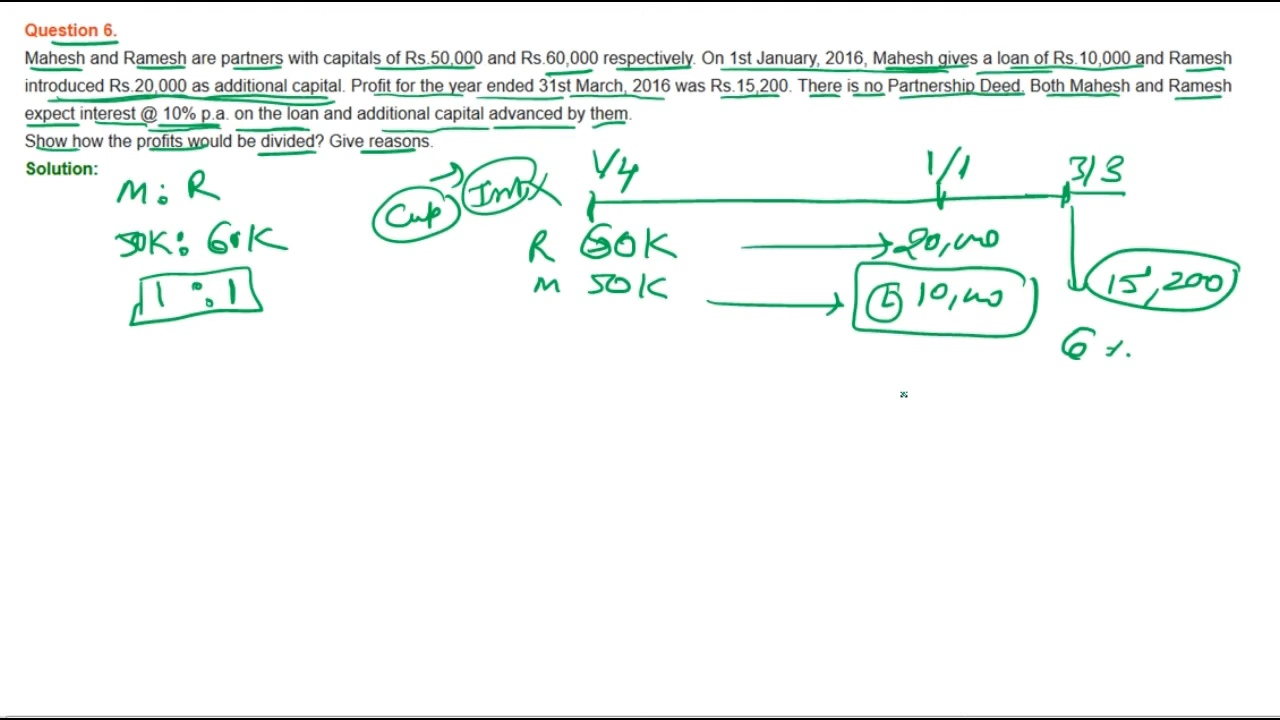 Question 6.
Mahesh and Ramesh are partners with capitals of Rs.50,000 and Rs.60,000 respectively. On 1st January, 2016, Mahesh gives a loan of Rs.10,000 and Ramesh
introduced Rs.20,000 as additional capital. Profit for the year ended 31st March, 2016 was Rs.15,200. There is no Partnership Deed. Both Mahesh and Ramesh
expect interest @ 10% p.a. on the loan and additional capital advanced by them.
Show how the profits would be divided? Give reasons.
Solution:
M : R
50K : 60K
1 : 1
Cap → Int X
1/4 1/1 31/3
R 60K → 20,000
M 50K → L 10,000
15,200
6 %